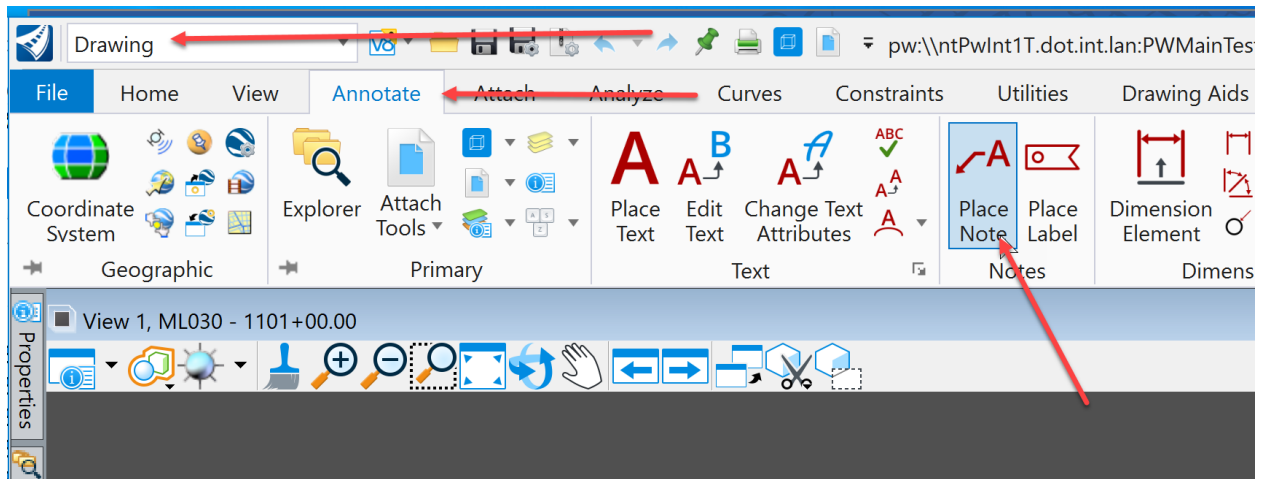 Drawing
V8
pw:\\ntPwInt1T.dot.int.lan:PWMainTes
File Home View Annotate Attach Analyze Curves Constraints Utilities Drawing Aids
ABC
Coordinate System
Explorer
Attach Tools
Place Text
Edit Text
Change Text Attributes
Place Note
Place Label
Dimension Element
Geographic Primary Text Notes Dimens
View 1, ML030 - 1101+00.00
Properties